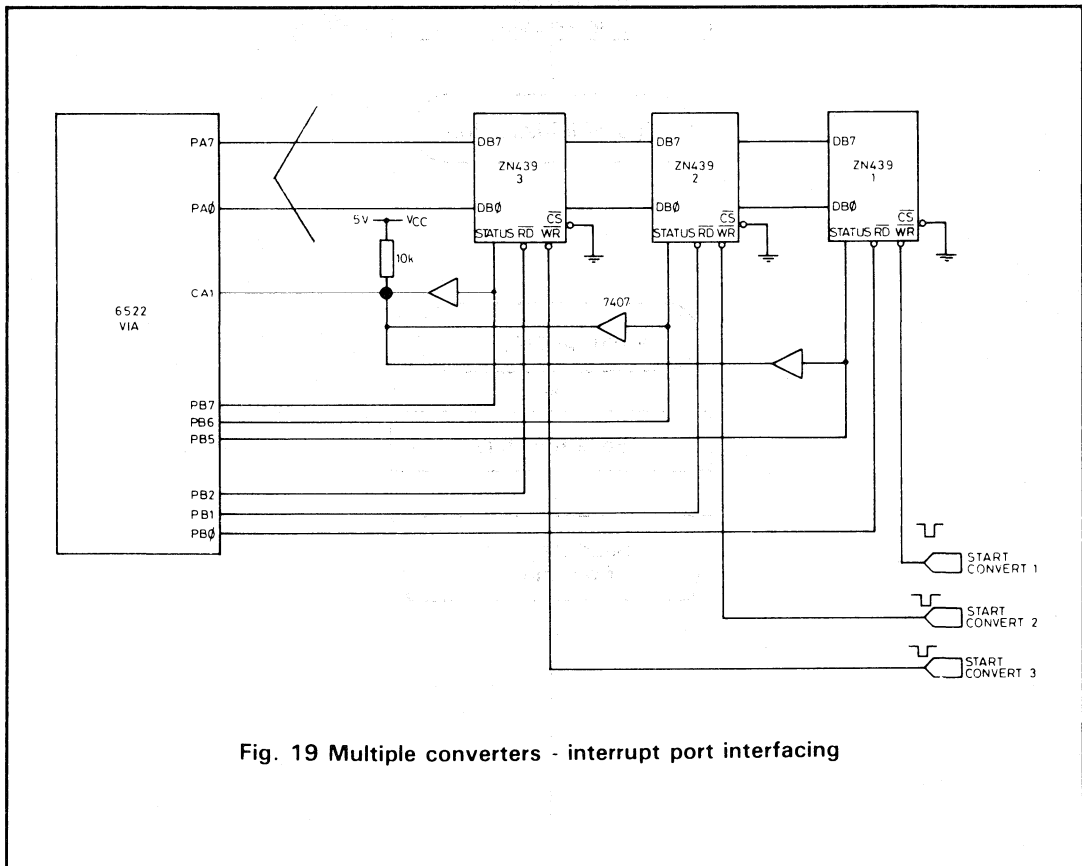 PA7
DB7
DB7
DB7
ZN439
3
ZN439
2
ZN439
1
PAØ
DBØ
DBØ
DBØ
5V
VCC
CS
CS
CS
STATUS RD WR
STATUS RD WR
STATUS RD WR
10k
CA1
6522
VIA
7407
PB7
PB6
PB5
PB2
PB1
PBØ
START
CONVERT 1
START
CONVERT 2
START
CONVERT 3
Fig. 19 Multiple converters - interrupt port interfacing